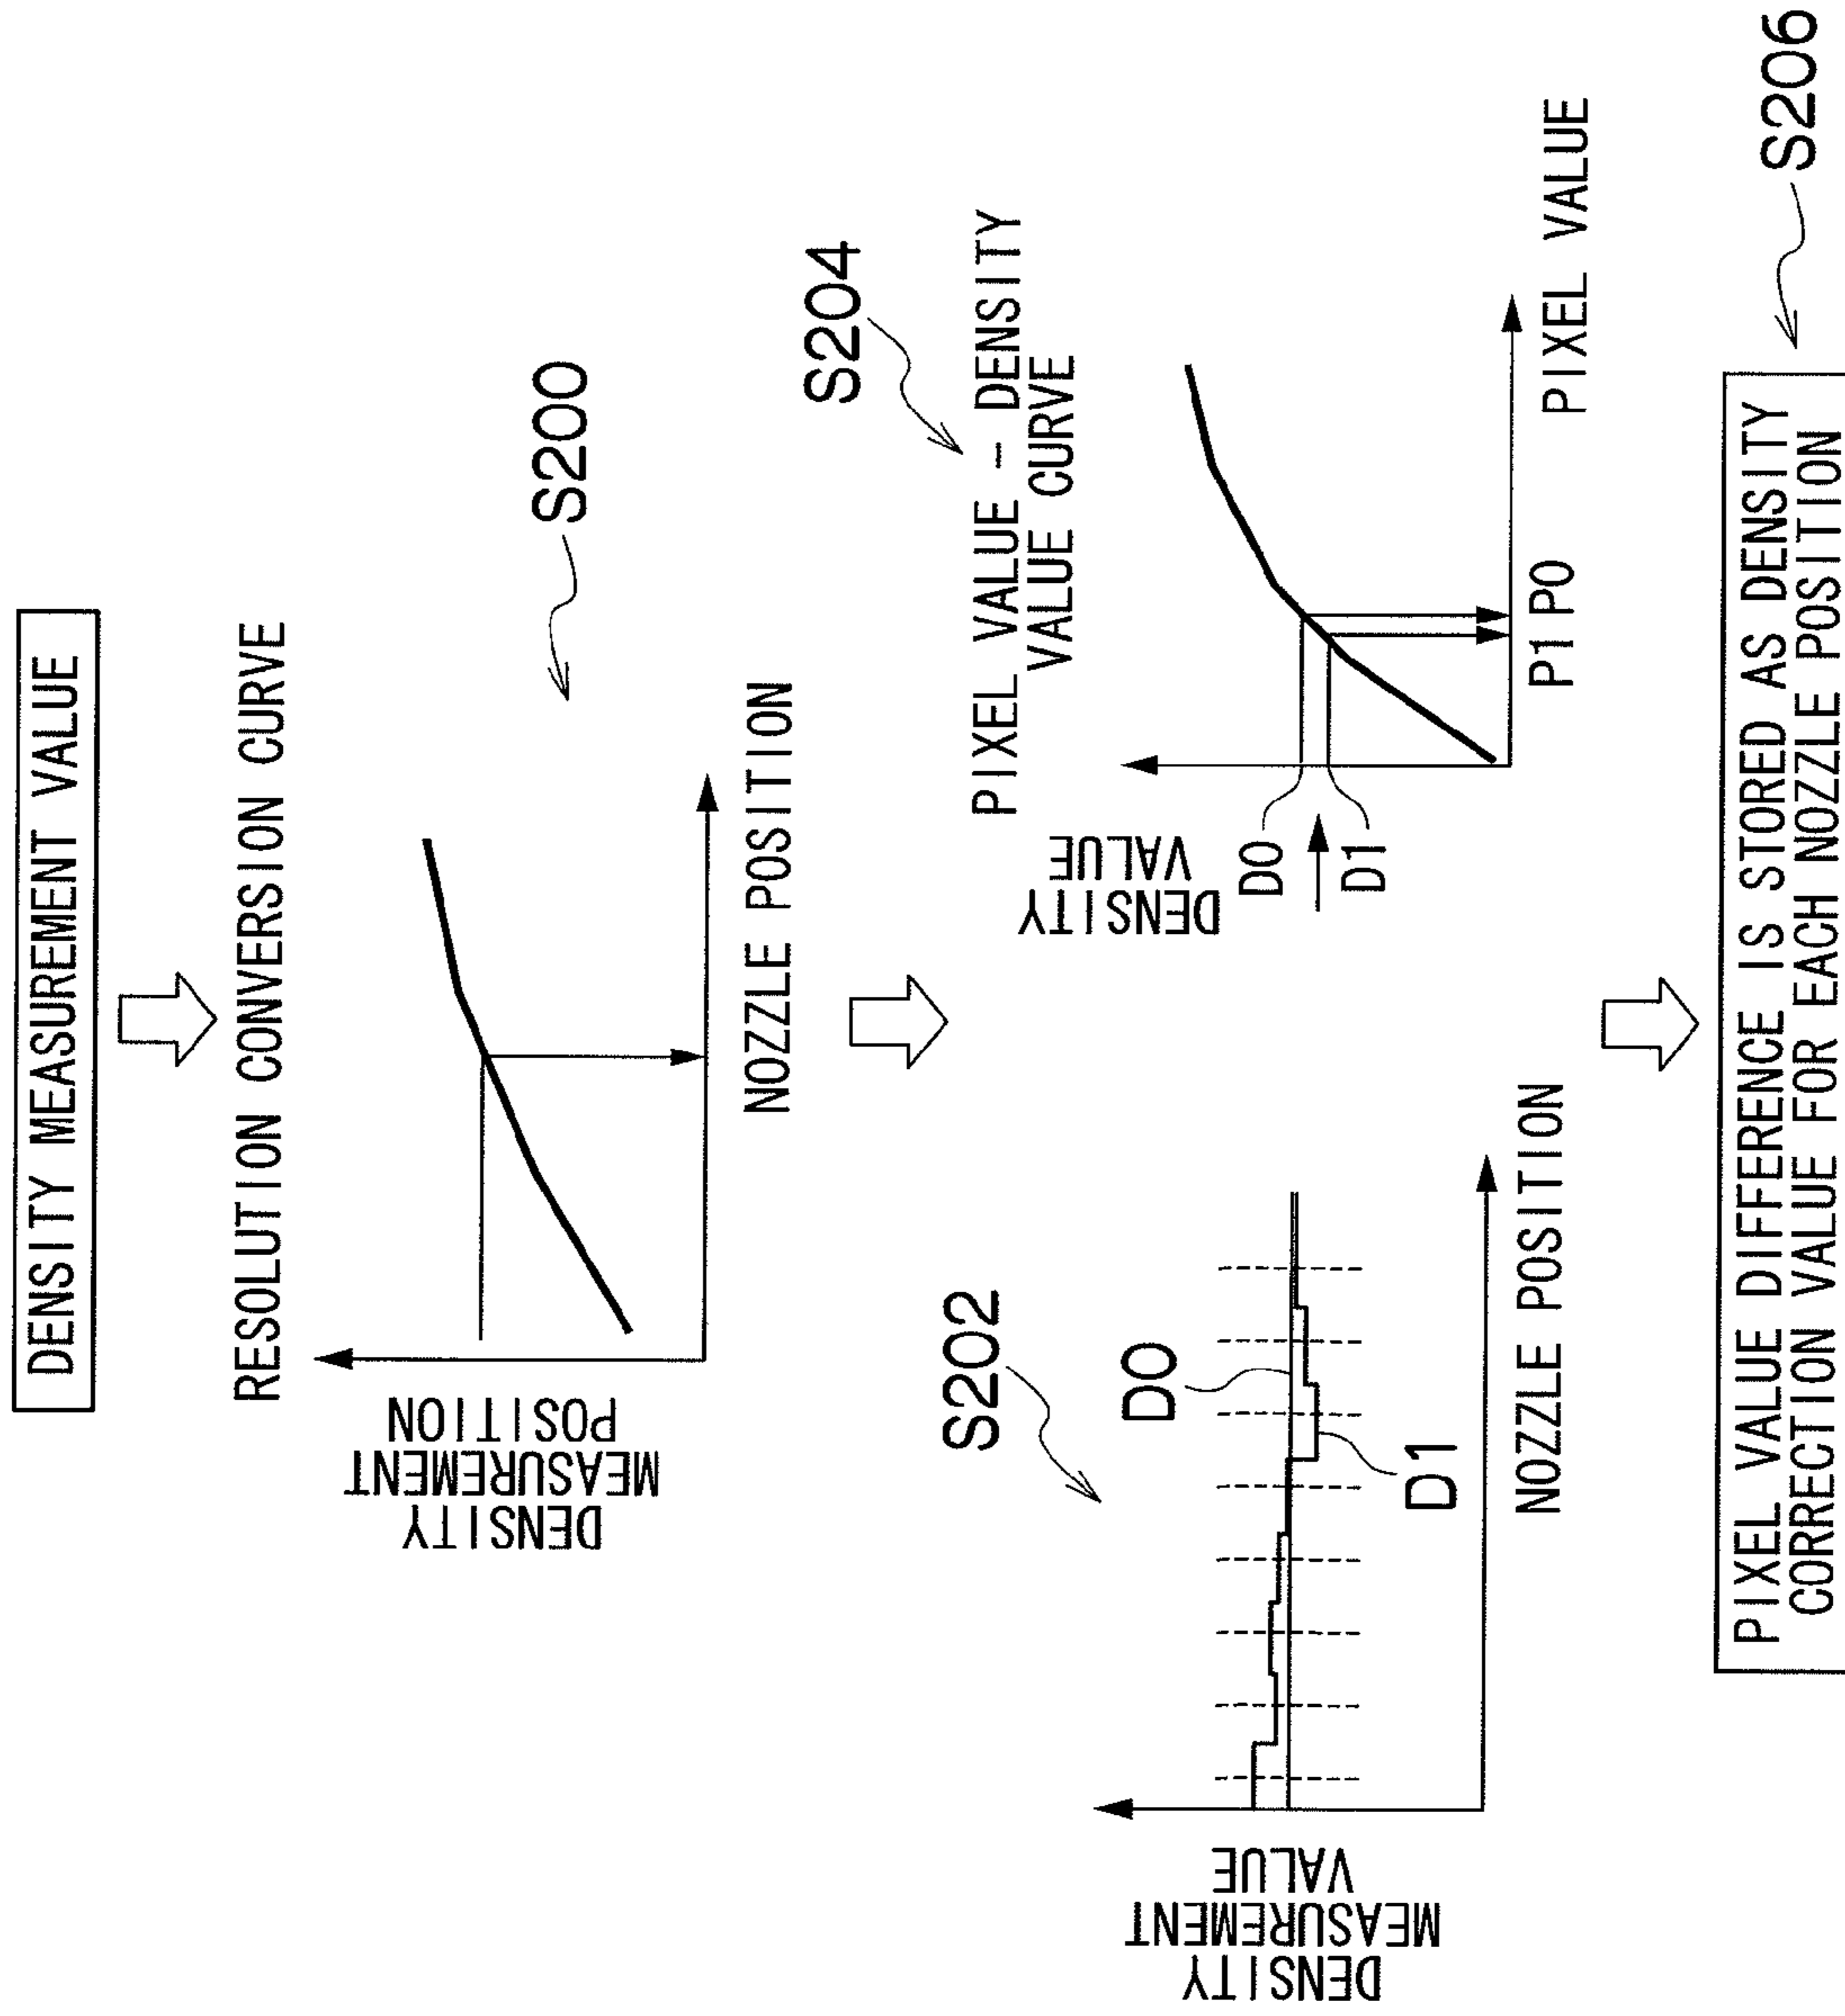 DENSITY MEASUREMENT VALUE
RESOLUTION CONVERSION CURVE
S200
DENSITY
MEASUREMENT
POSITION
NOZZLE POSITION
S202
DENSITY
MEASUREMENT
VALUE
D0
D1
NOZZLE POSITION
S204
PIXEL VALUE - DENSITY
VALUE CURVE
DENSITY
VALUE
D0
D1
P1 P0
PIXEL VALUE
S206
PIXEL VALUE DIFFERENCE IS STORED AS DENSITY
CORRECTION VALUE FOR EACH NOZZLE POSITION